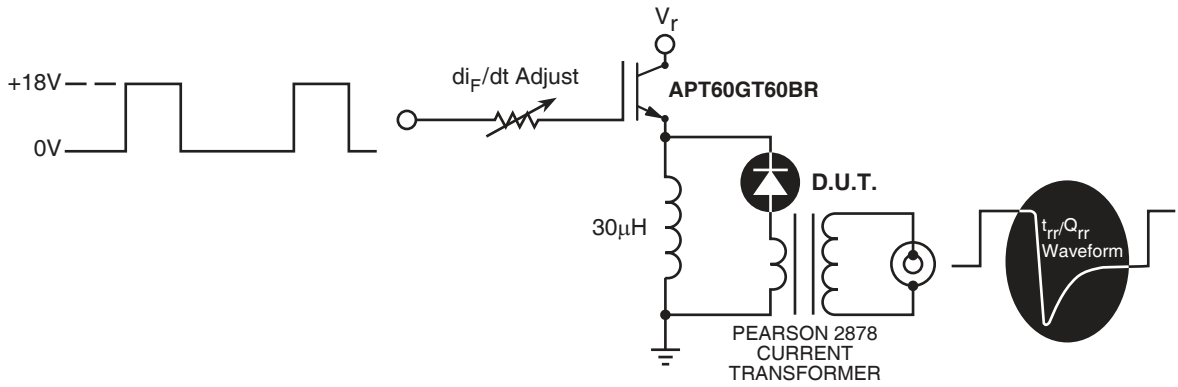 V_r
+18V
0V
di_F/dt Adjust
APT60GT60BR
D.U.T.
30μH
t_rr/Q_rr
Waveform
PEARSON 2878
CURRENT
TRANSFORMER